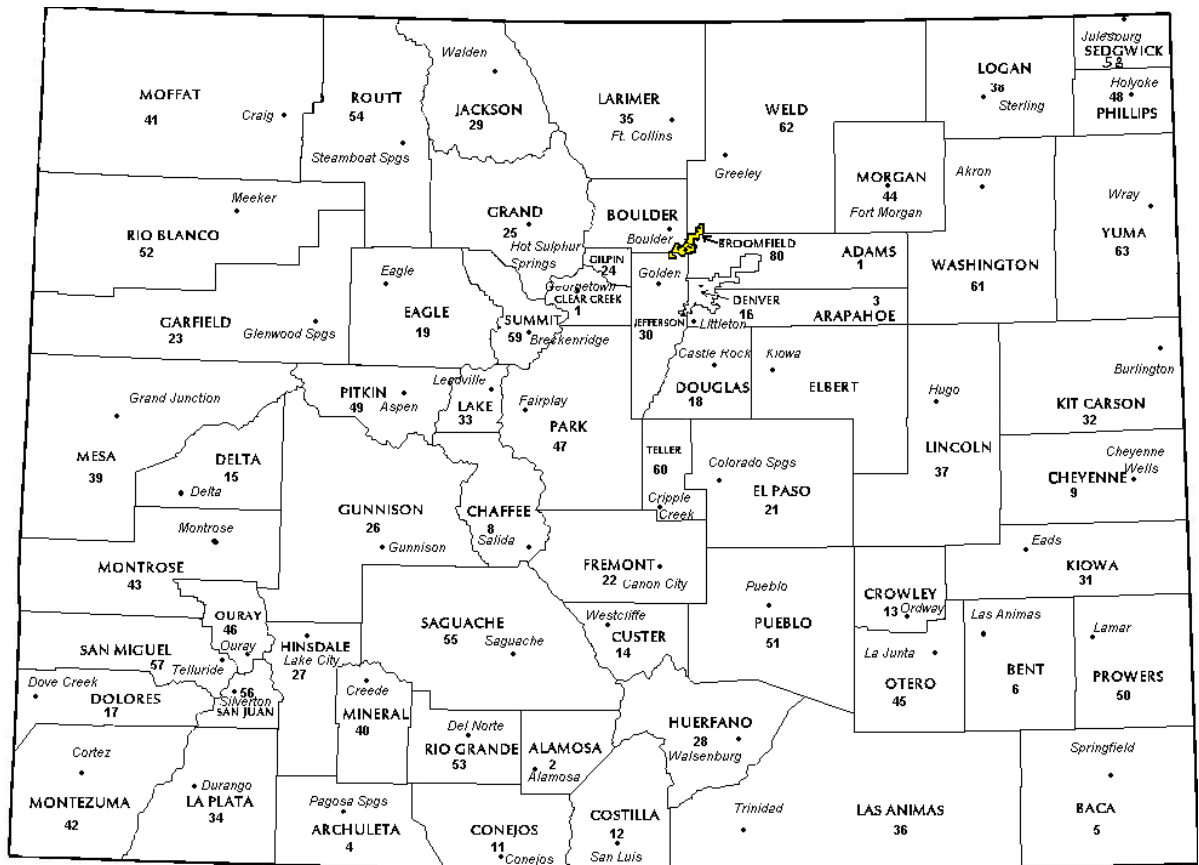 Julesburg
SEDGWICK
58
LOGAN
38
Sterling
Holyoke
48
PHILLIPS
Walden
JACKSON
29
MOFFAT
41
Craig
ROUTT
54
Steamboat Spgs
LARIMER
35
Ft. Collins
WELD
62
Greeley
MORGAN
44
Fort Morgan
Akron
WASHINGTON
61
Wray
YUMA
63
Meeker
RIO BLANCO
52
GRAND
25
Hot Sulphur
Springs
BOULDER
Boulder
BROOMFIELD
80
ADAMS
1
GILPIN
24
Golden
Georgetown
CLEAR CREEK
1
DENVER
16
3
ARAPAHOE
Littleton
JEFFERSON
30
Eagle
EAGLE
19
SUMMIT
59
Breckenridge
GARFIELD
23
Glenwood Spgs
Castle Rock
DOUGLAS
18
Kiowa
ELBERT
Hugo
LINCOLN
37
Burlington
KIT CARSON
32
Grand Junction
MESA
39
PITKIN
49
Aspen
Leadville
LAKE
33
Fairplay
PARK
47
DELTA
15
Delta
TELLER
60
Cripple
Creek
Colorado Spgs
EL PASO
21
Cheyenne
Wells
CHEYENNE
9
GUNNISON
26
Gunnison
CHAFFEE
8
Salida
Montrose
MONTROSE
43
FREMONT
22
Canon City
Pueblo
PUEBLO
51
CROWLEY
13
Ordway
Eads
KIOWA
31
OURAY
46
Ouray
SAN MIGUEL
57
Telluride
HINSDALE
Lake City
27
SAGUACHE
55
Saguache
Westcliffe
CUSTER
14
La Junta
OTERO
45
Las Animas
BENT
6
Lamar
PROWERS
50
Dove Creek
DOLORES
17
56
Silverton
SAN JUAN
Creede
MINERAL
40
Del Norte
RIO GRANDE
53
ALAMOSA
2
Alamosa
HUERFANO
28
Walsenburg
Cortez
MONTEZUMA
42
Durango
LA PLATA
34
Pagosa Spgs
ARCHULETA
4
CONEJOS
11
Conejos
COSTILLA
12
San Luis
Trinidad
LAS ANIMAS
36
Springfield
BACA
5